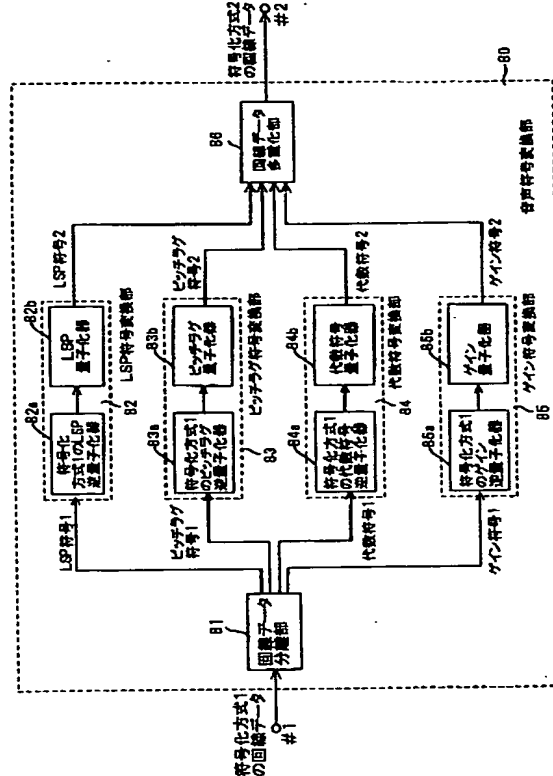 符号化方式1
の回線データ
#1
81
回線データ
分離部
LSP符号1
82a
符号化
方式1のLSP
逆量子化器
82b
LSP
量子化器
82
LSP符号変換部
LSP符号2
ピッチラグ
符号1
83a
符号化方式1
のピッチラグ
逆量子化器
83b
ピッチラグ
量子化器
83
ピッチラグ符号変換部
ピッチラグ
符号2
代数符号1
84a
符号化方式1
の代数符号
逆量子化器
84b
代数符号
量子化器
84
代数符号変換部
代数符号2
ゲイン符号1
85a
符号化方式1
のゲイン
逆量子化器
85b
ゲイン
量子化器
85
ゲイン符号変換部
ゲイン符号2
86
回線データ
多重化部
符号化方式2
の回線データ
#2
80
音声符号変換部